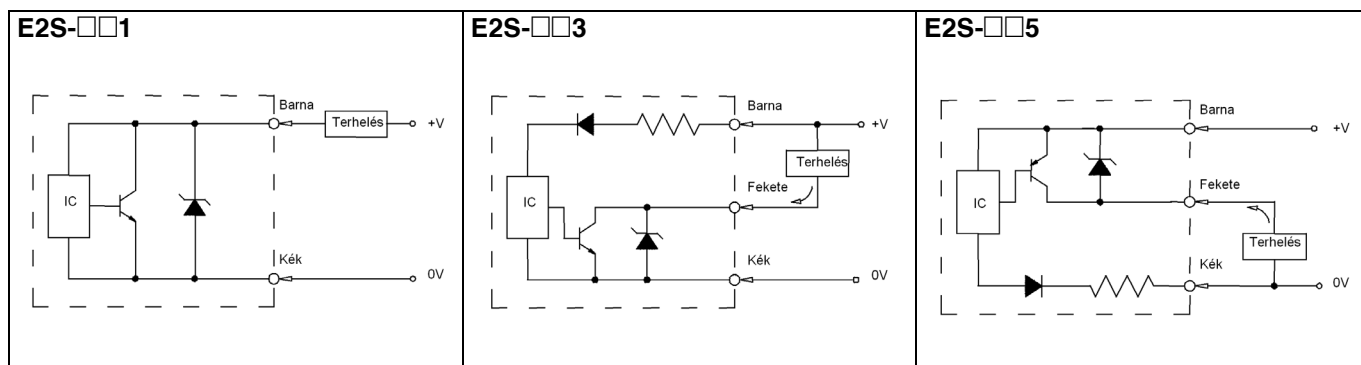 E2S-□□1
Barna
Terhelés
+V
IC
Kék
0V
E2S-□□3
Barna
+V
Terhelés
Fekete
IC
Kék
0V
E2S-□□5
Barna
+V
Fekete
IC
Terhelés
Kék
0V